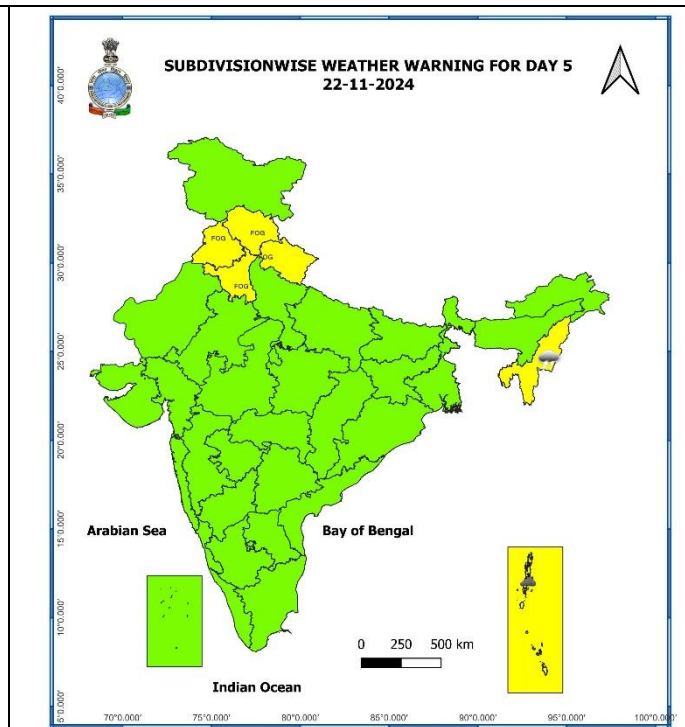 SUBDIVISIONWISE WEATHER WARNING FOR DAY 5
22-11-2024
40°0.000'
35°0.000'
FOG
FOG
OG
30°0.000'
FOG
25°0.000'
20°0.000'
Arabian Sea
Bay of Bengal
15°0.000'
10°0.000'
0 250 500 km
Indian Ocean
5°0.000'
70°0.000' 75°0.000' 80°0.000' 85°0.000' 90°0.000' 95°0.000' 100°0.000'